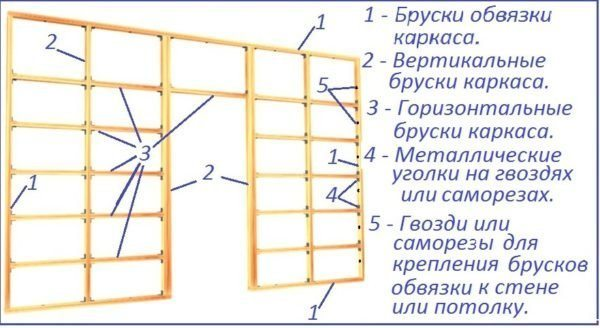 1
1 - Бруски обвязки
каркаса.
2
2 - Вертикальные
бруски каркаса.
5
3 - Горизонтальные
бруски каркаса.
3
1
4 - Металлические
уголки на гвоздях
или саморезах.
1
2
4
5 - Гвозди или
саморезы для
крепления брусков
обвязки к стене
или потолку.
1